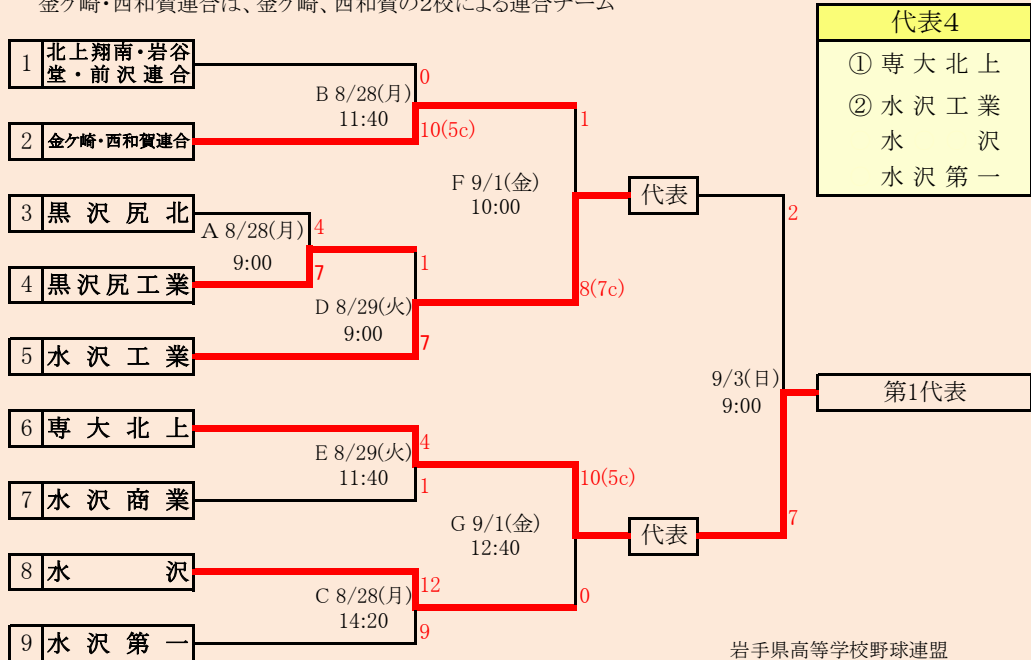 金ケ崎・西和賀連合は、金ケ崎、西和賀の2校による連合チーム
代表4
① 専大北上
② 水沢工業
水沢
水沢第一
1 北上翔南・岩谷
堂・前沢連合
0
B 8/28(月)
11:40
10(5c)
2 金ケ崎・西和賀連合
1
F 9/1(金)
10:00
代表
2
3 黒沢尻北
A 8/28(月)
4
9:00
7
1
4 黒沢尻工業
8(7c)
D 8/29(火)
9:00
7
5 水沢工業
9/3(日)
9:00
第1代表
6 専大北上
4
E 8/29(火)
11:40
1
10(5c)
7 水沢商業
G 9/1(金)
12:40
代表
7
8 水沢
12
C 8/28(月)
14:20
9
0
9 水沢第一
岩手県高等学校野球連盟